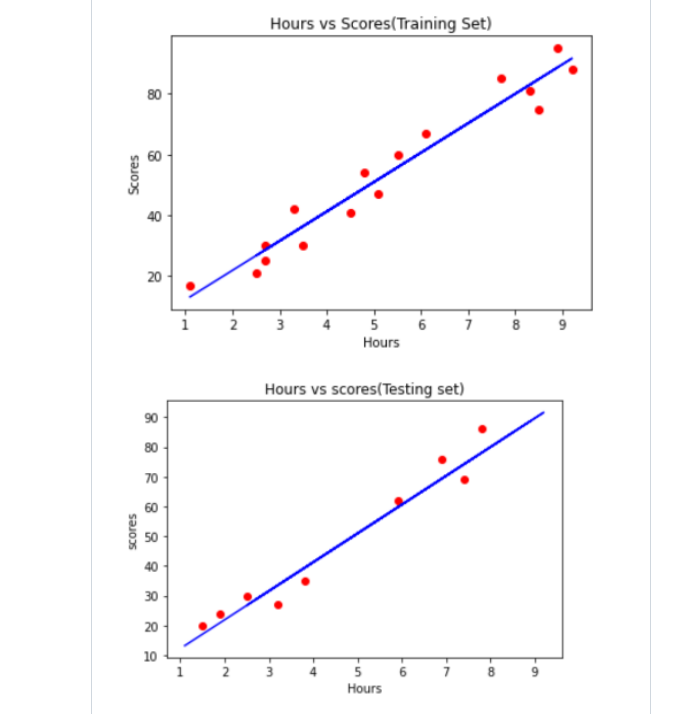 Hours vs Scores(Training Set)
80
60
40
20
Scores
1 2 3 4 5 6 7 8 9
Hours
Hours vs scores(Testing set)
90
80
70
60
50
40
30
20
10
scores
1 2 3 4 5 6 7 8 9
Hours